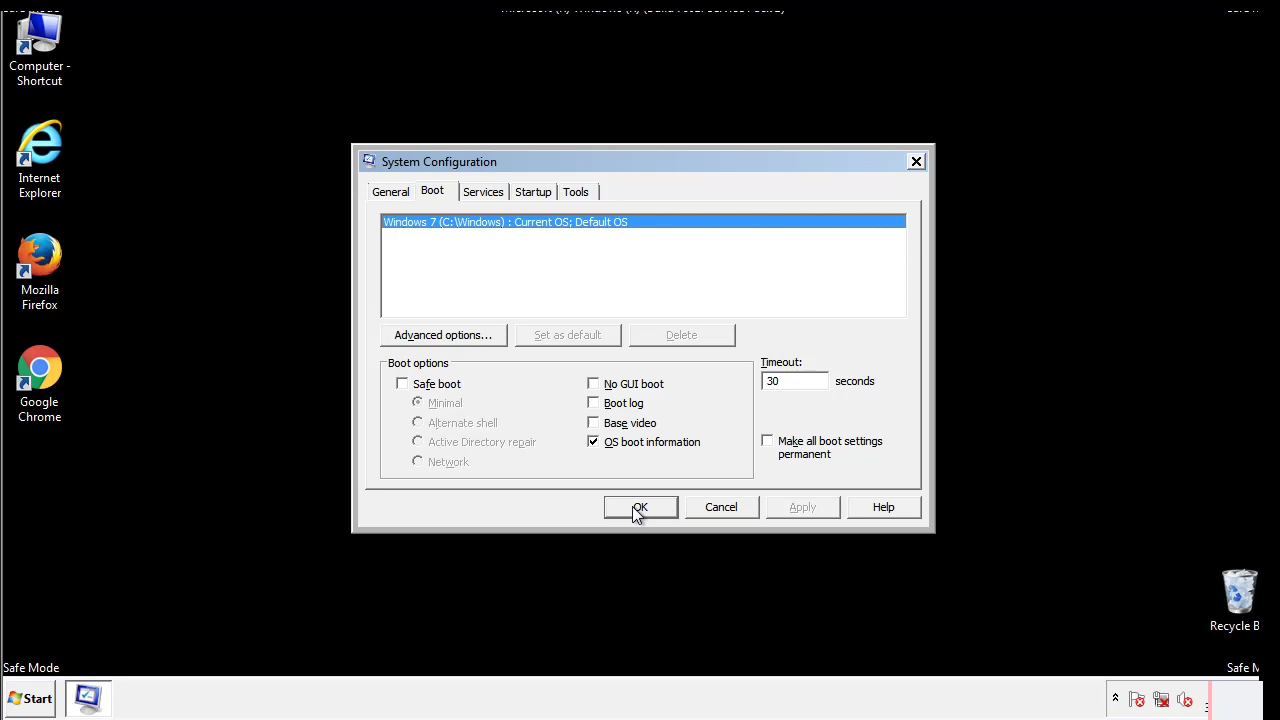 Computer -
Shortcut
Internet
Explorer
Mozilla
Firefox
Google
Chrome
System Configuration
General Boot Services Startup Tools
Windows 7 (C:\Windows) : Current OS; Default OS
Advanced options... Set as default Delete
Boot options
Safe boot
Minimal
Alternate shell
Active Directory repair
Network
No GUI boot
Boot log
Base video
OS boot information
Timeout:
30 seconds
Make all boot settings
permanent
OK Cancel Apply Help
Recycle B
Safe Mode
Safe M
Start